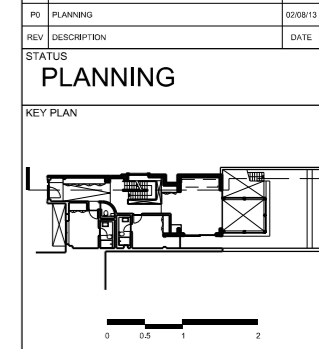 P0 PLANNING 02/08/13
REV DESCRIPTION DATE
STATUS
PLANNING
KEY PLAN
0 0.5 1 2